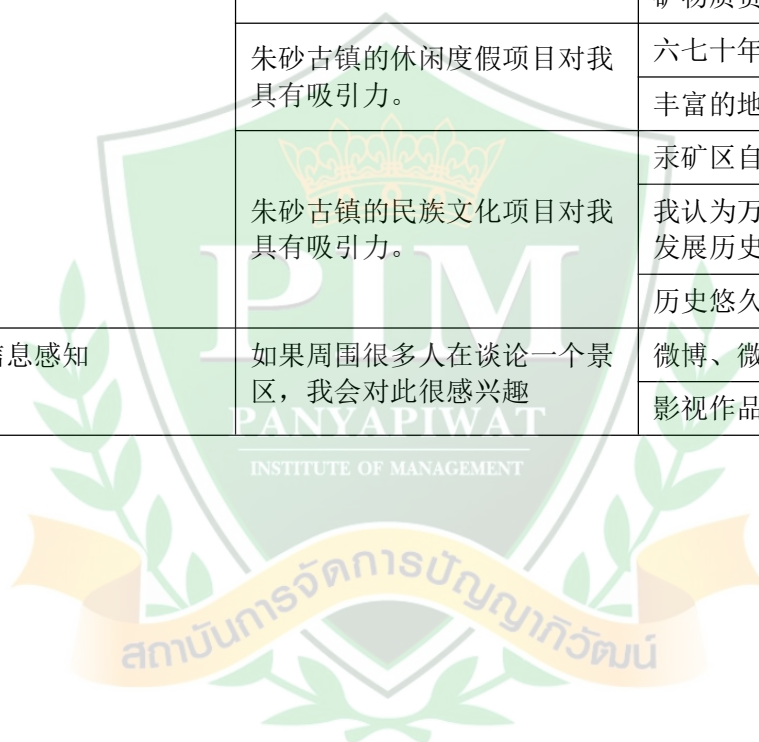 矿物质资
朱砂古镇的休闲度假项目对我
具有吸引力。
六七十年
丰富的地
朱砂古镇的民族文化项目对我
具有吸引力。
汞矿区自
我认为万
发展历史
历史悠久
信息感知
如果周围很多人在谈论一个景
区，我会对此很感兴趣
微博、微
影视作品
PIM
PANYAPIWAT
INSTITUTE OF MANAGEMENT
สถาบันการจัดการปัญญาภิวัฒน์